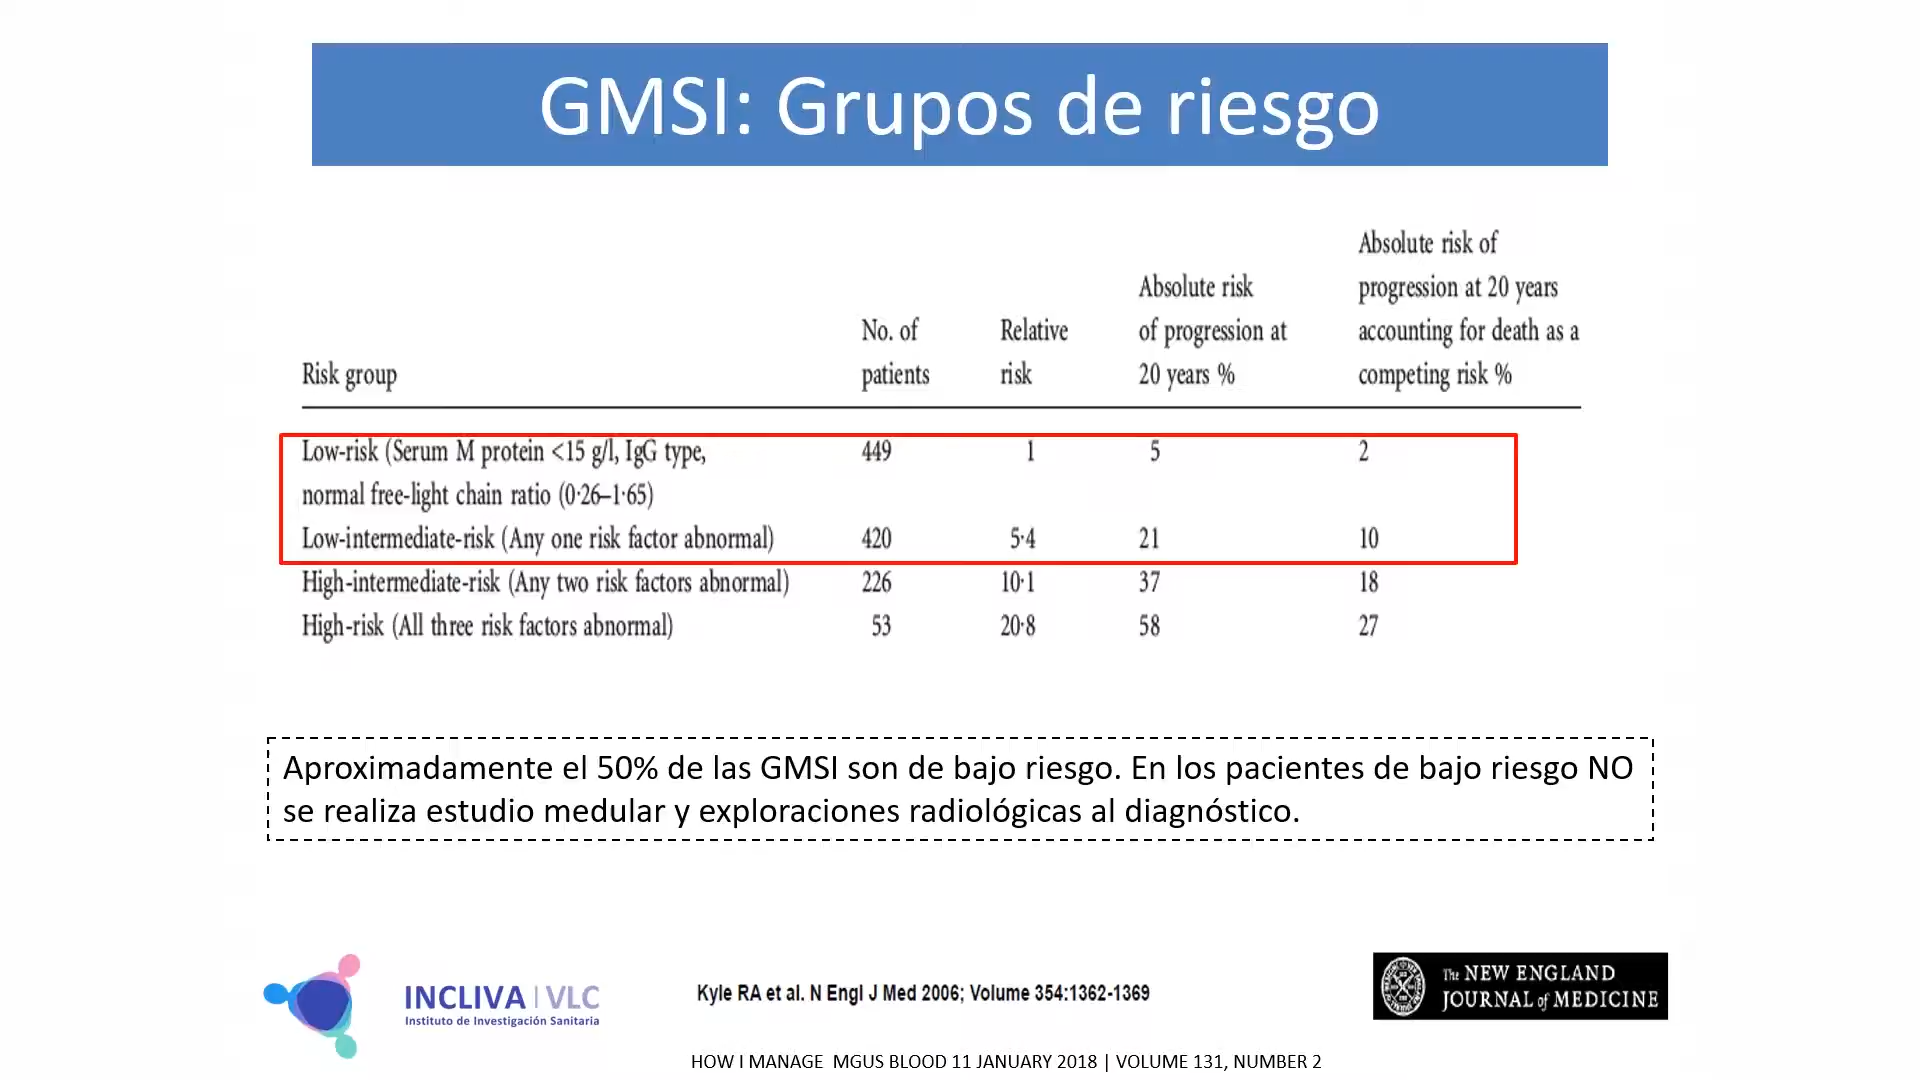 GMSI: Grupos de riesgo
Absolute risk of
progression at 20 years
accounting for death as a
competing risk %
Absolute risk
of progression at
20 years %
No. of
patients
Relative
risk
Risk group
Low-risk (Serum M protein <15 g/l, IgG type,
normal free-light chain ratio (0·26–1·65) 449 1 5 2
Low-intermediate-risk (Any one risk factor abnormal) 420 5·4 21 10
High-intermediate-risk (Any two risk factors abnormal) 226 10·1 37 18
High-risk (All three risk factors abnormal) 53 20·8 58 27
Aproximadamente el 50% de las GMSI son de bajo riesgo. En los pacientes de bajo riesgo NO
se realiza estudio medular y exploraciones radiológicas al diagnóstico.
INCLIVA | VLC
Instituto de Investigación Sanitaria
Kyle RA et al. N Engl J Med 2006; Volume 354:1362-1369
The NEW ENGLAND
JOURNAL of MEDICINE
HOW I MANAGE MGUS BLOOD 11 JANUARY 2018 | VOLUME 131, NUMBER 2